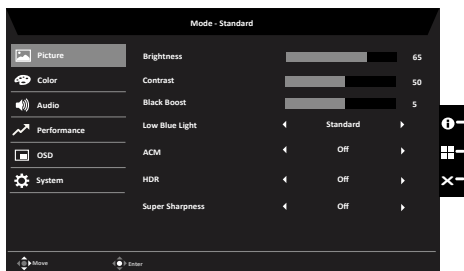 Mode - Standard
Picture
Brightness 65
Color
Contrast 50
Audio
Black Boost 5
Performance
Low Blue Light Standard
OSD
ACM Off
System
HDR Off
Super Sharpness Off
Move Enter